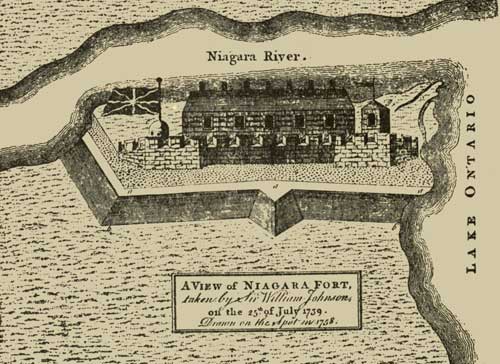 Niagara River.
LAKE ONTARIO
A VIEW of NIAGARA FORT,
taken by Sir William Johnson,
on the 25th of July 1759.
Drawn on the Spot in 1758.